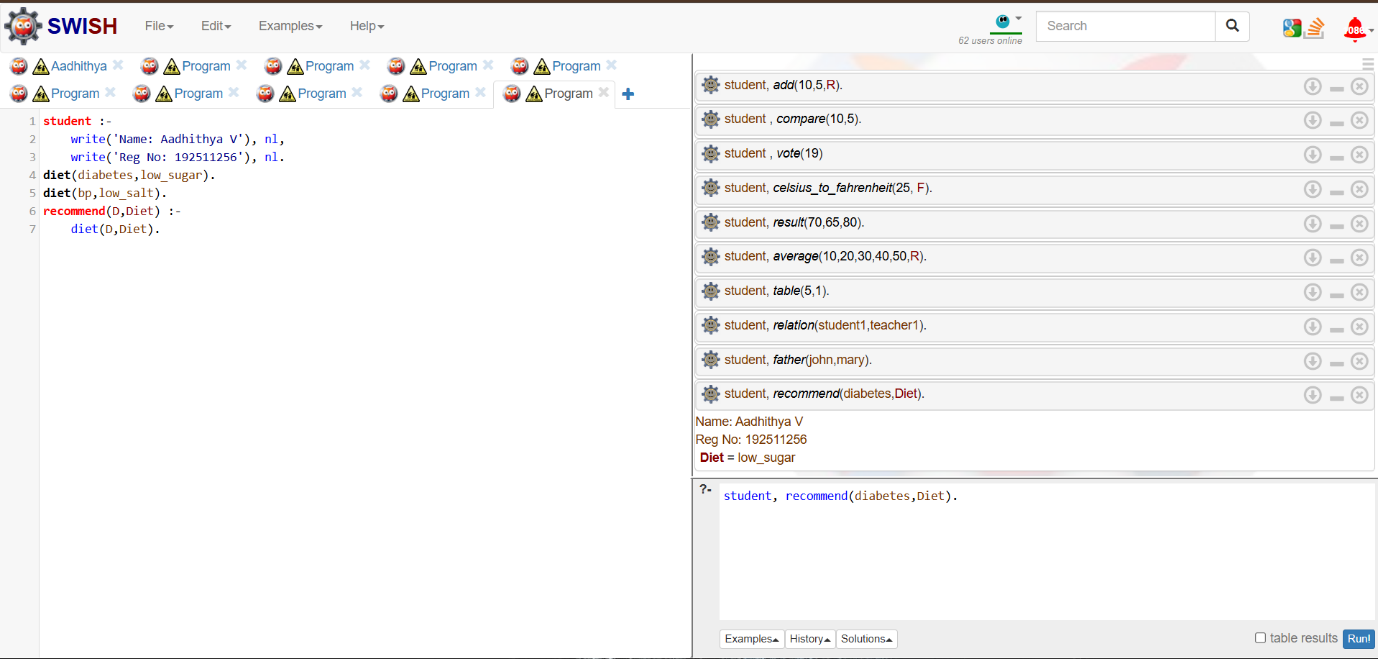 SWISH File Edit Examples Help 62 users online Search
Aadhithya Program Program Program Program
Program Program Program Program Program
1 student :-
2 write('Name: Aadhithya V'), nl,
3 write('Reg No: 192511256'), nl.
4 diet(diabetes,low_sugar).
5 diet(bp,low_salt).
6 recommend(D,Diet) :-
7 diet(D,Diet).
student, add(10,5,R).
student , compare(10,5).
student , vote(19)
student, celsius_to_fahrenheit(25, F).
student, result(70,65,80).
student, average(10,20,30,40,50,R).
student, table(5,1).
student, relation(student1,teacher1).
student, father(john,mary).
student, recommend(diabetes,Diet).
Name: Aadhithya V
Reg No: 192511256
Diet = low_sugar
?- student, recommend(diabetes,Diet).
Examples History Solutions table results Run!